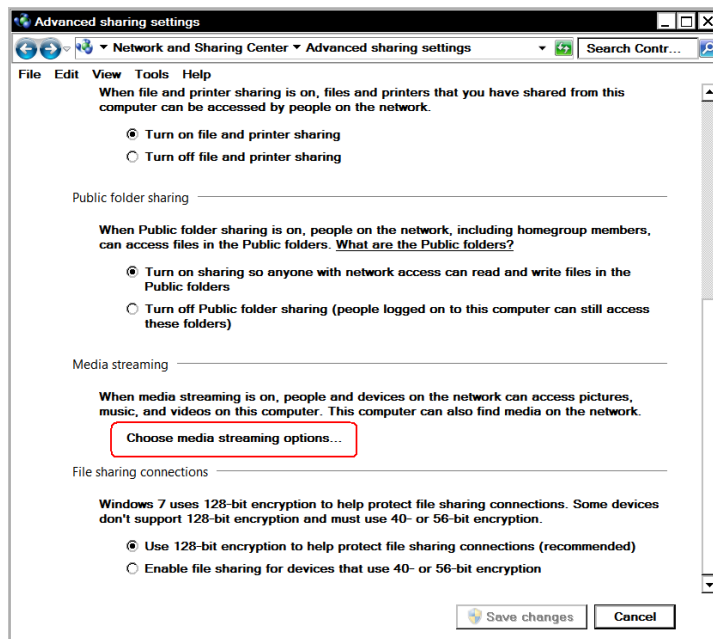 Advanced sharing settings
Network and Sharing Center Advanced sharing settings Search Contr...
File Edit View Tools Help
When file and printer sharing is on, files and printers that you have shared from this
computer can be accessed by people on the network.
Turn on file and printer sharing
Turn off file and printer sharing
Public folder sharing
When Public folder sharing is on, people on the network, including homegroup members,
can access files in the Public folders. What are the Public folders?
Turn on sharing so anyone with network access can read and write files in the
Public folders
Turn off Public folder sharing (people logged on to this computer can still access
these folders)
Media streaming
When media streaming is on, people and devices on the network can access pictures,
music, and videos on this computer. This computer can also find media on the network.
Choose media streaming options...
File sharing connections
Windows 7 uses 128-bit encryption to help protect file sharing connections. Some devices
don't support 128-bit encryption and must use 40- or 56-bit encryption.
Use 128-bit encryption to help protect file sharing connections (recommended)
Enable file sharing for devices that use 40- or 56-bit encryption
Save changes Cancel